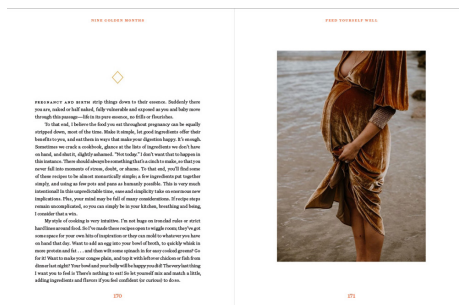 NINE GOLDEN MONTHS
FEED YOURSELF WELL
PREGNANCY AND BIRTH strip things down to their essence. Suddenly there
you are, naked or half naked, fully vulnerable and exposed as you and baby move
through this passage—life in its pure essence, no frills or flourishes.
To that end, I believe the food you eat throughout pregnancy can be equally
stripped down, most of the time. Make it simple, let good ingredients offer their
benefits to you, and eat them in ways that make your digestion happy. It's enough.
Sometimes we crack a cookbook, glance at the lists of ingredients we don't have
on hand, and shut it, slightly ashamed. "Not today." I don't want that to happen in
this instance. There should always be something that's a cinch to make, so that you
never fall into moments of stress, doubt, or shame. To that end, you'll find some
of these recipes to be almost monastically simple; a few ingredients put together
simply, and using as few pots and pans as humanly possible. This is very much
intentional! In this unpredictable time, ease and simplicity take on enormous new
implications. Plus, your mind may be full of many considerations. If recipe steps
remain uncomplicated, so you can simply be in your kitchen, breathing and being,
I consider that a win.
My style of cooking is very intuitive. I'm not huge on ironclad rules or strict
hard lines around food. So I've made these recipes open to wiggle room; they've got
some space for your own hits of inspiration or they can mold to whatever you have
on hand that day. Want to add an egg into your bowl of broth, to quickly whisk in
more protein and fat . . . and then wilt some spinach in for easy cooked greens? Go
for it! Want to make your congee plain, and top it with leftover chicken or fish from
dinner last night? Your bowl and your belly will be happy you did! The very last thing
I want you to feel is There's nothing to eat! So let yourself mix and match a little,
adding ingredients and flavors if you feel confident (or curious) to do so.
270
271